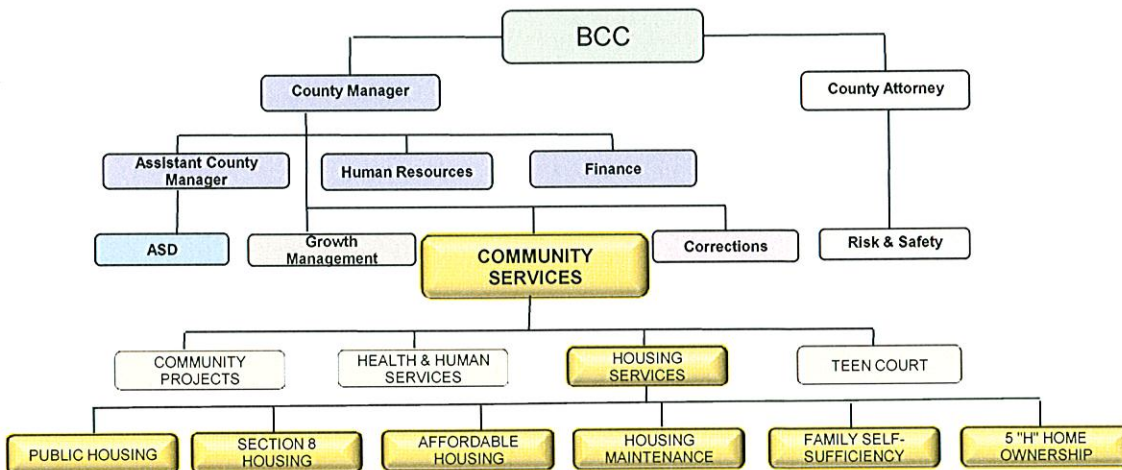 BCC
County Manager
County Attorney
Assistant County
Manager
Human Resources
Finance
ASD
Growth
Management
COMMUNITY
SERVICES
Corrections
Risk & Safety
COMMUNITY
PROJECTS
HEALTH & HUMAN
SERVICES
HOUSING
SERVICES
TEEN COURT
PUBLIC HOUSING
SECTION 8
HOUSING
AFFORDABLE
HOUSING
HOUSING
MAINTENANCE
FAMILY SELF-
SUFFICIENCY
5 "H" HOME
OWNERSHIP